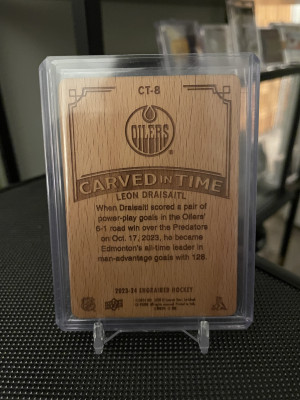 CT-8
OILERS
CARVED IN TIME
LEON DRAISAITL
When Draisaitl scored a pair of
power-play goals in the Oilers'
6-1 road win over the Predators
on Oct. 17, 2023, he became
Edmonton's all-time leader in
man-advantage goals with 128.
2023-24 ENGRAINED HOCKEY